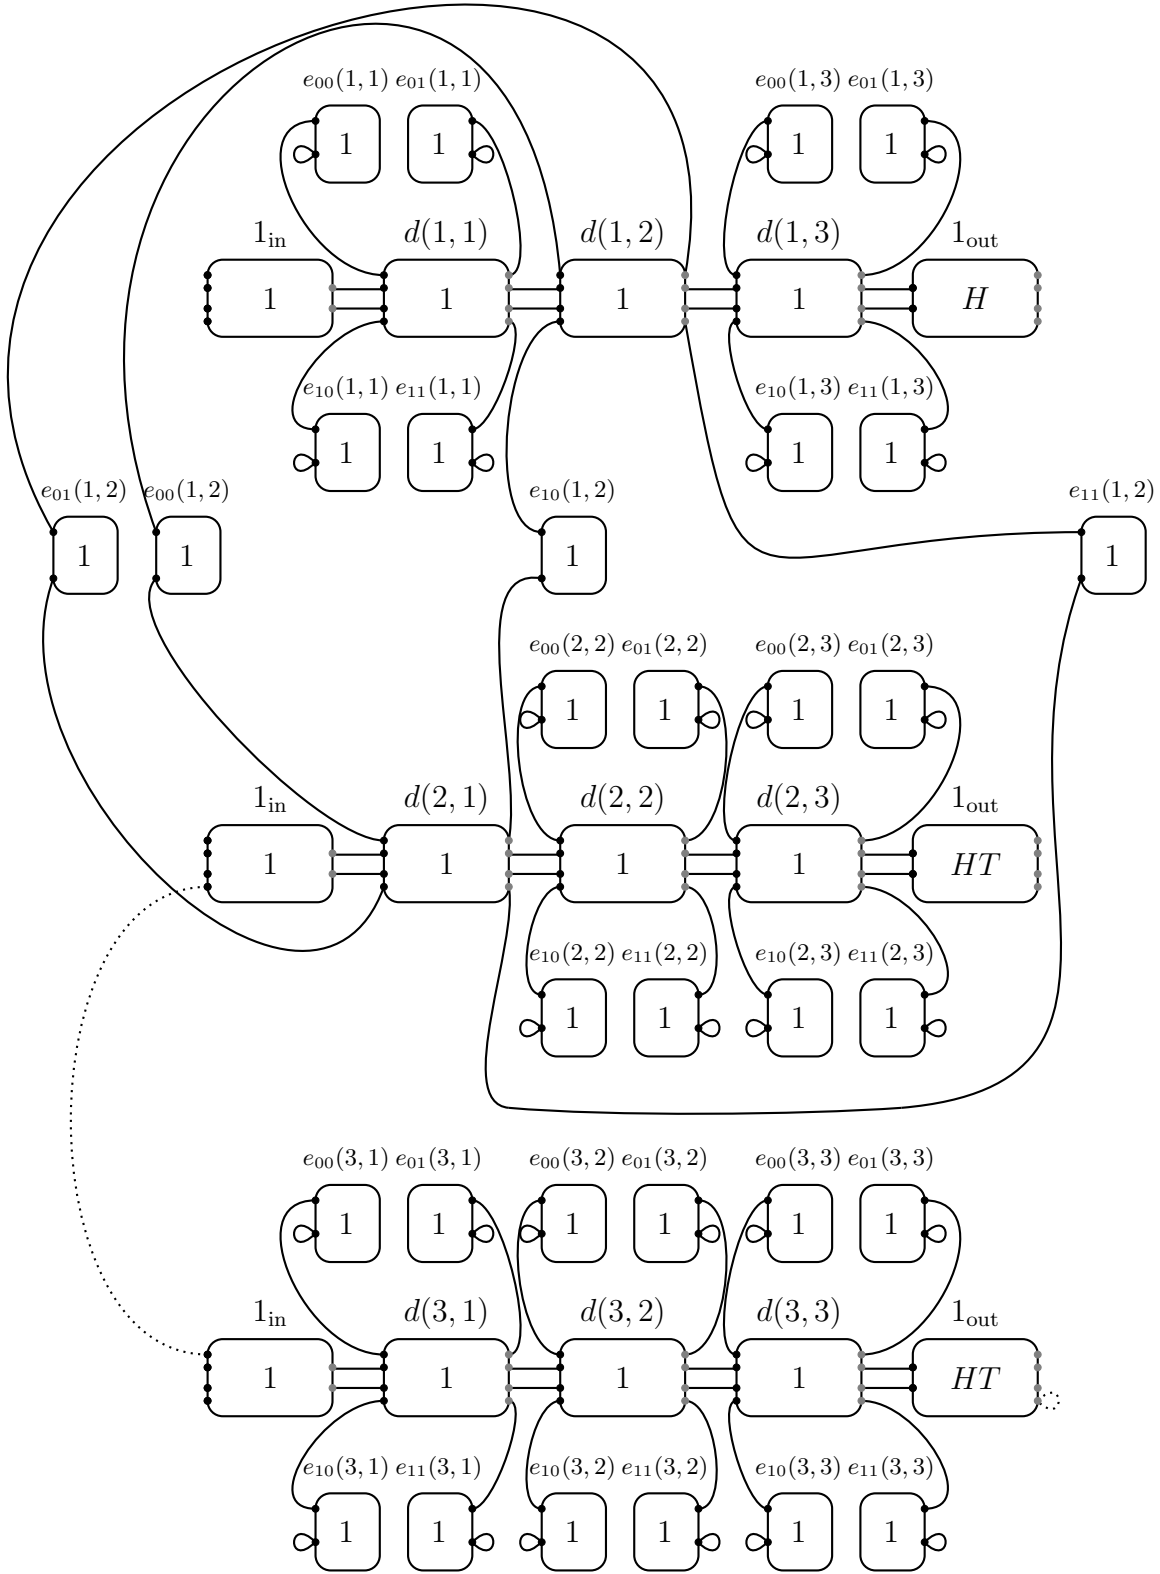 e₀₀(1, 1) e₀₁(1, 1) e₀₀(1, 3) e₀₁(1, 3)
1 1 1 1
1ᵢₙ d(1, 1) d(1, 2) d(1, 3) 1ₒᵤₜ
1 1 1 1 H
e₁₀(1, 1) e₁₁(1, 1) e₁₀(1, 3) e₁₁(1, 3)
1 1 1 1
e₀₁(1, 2) e₀₀(1, 2) e₁₀(1, 2) e₁₁(1, 2)
1 1 1 1
e₀₀(2, 2) e₀₁(2, 2) e₀₀(2, 3) e₀₁(2, 3)
1 1 1 1
1ᵢₙ d(2, 1) d(2, 2) d(2, 3) 1ₒᵤₜ
1 1 1 1 HT
e₁₀(2, 2) e₁₁(2, 2) e₁₀(2, 3) e₁₁(2, 3)
1 1 1 1
e₀₀(3, 1) e₀₁(3, 1) e₀₀(3, 2) e₀₁(3, 2) e₀₀(3, 3) e₀₁(3, 3)
1 1 1 1 1 1
1ᵢₙ d(3, 1) d(3, 2) d(3, 3) 1ₒᵤₜ
1 1 1 1 HT
e₁₀(3, 1) e₁₁(3, 1) e₁₀(3, 2) e₁₁(3, 2) e₁₀(3, 3) e₁₁(3, 3)
1 1 1 1 1 1